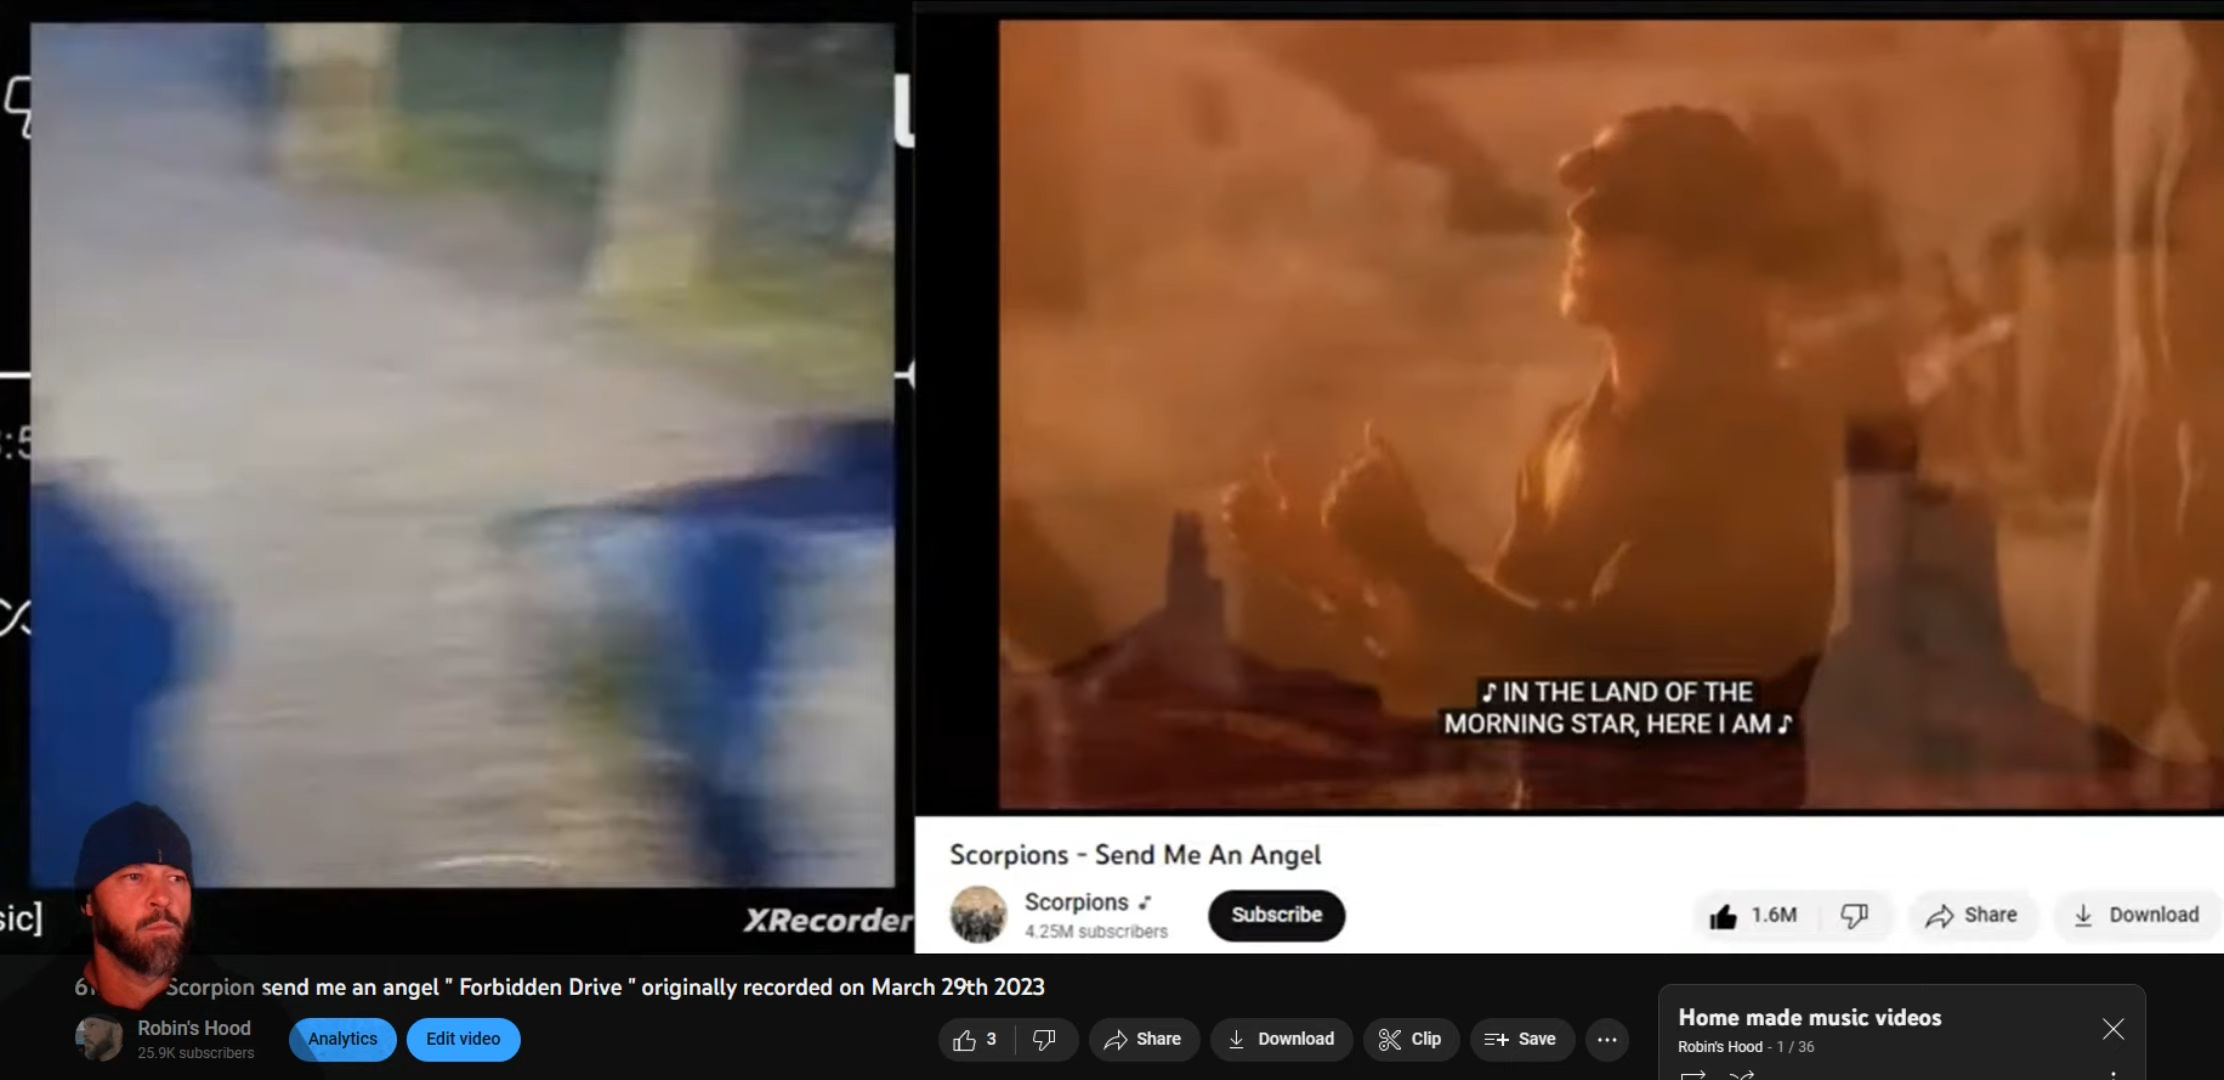 :5
sic]
XRecorder
♪ IN THE LAND OF THE
MORNING STAR, HERE I AM ♪
Scorpions - Send Me An Angel
Scorpions ♪
4.25M subscribers
Subscribe
1.6M
Share
Download
Scorpion send me an angel " Forbidden Drive " originally recorded on March 29th 2023
Robin's Hood
25.9K subscribers
Analytics
Edit video
3
Share
Download
Clip
Save
Home made music videos
Robin's Hood - 1 / 36